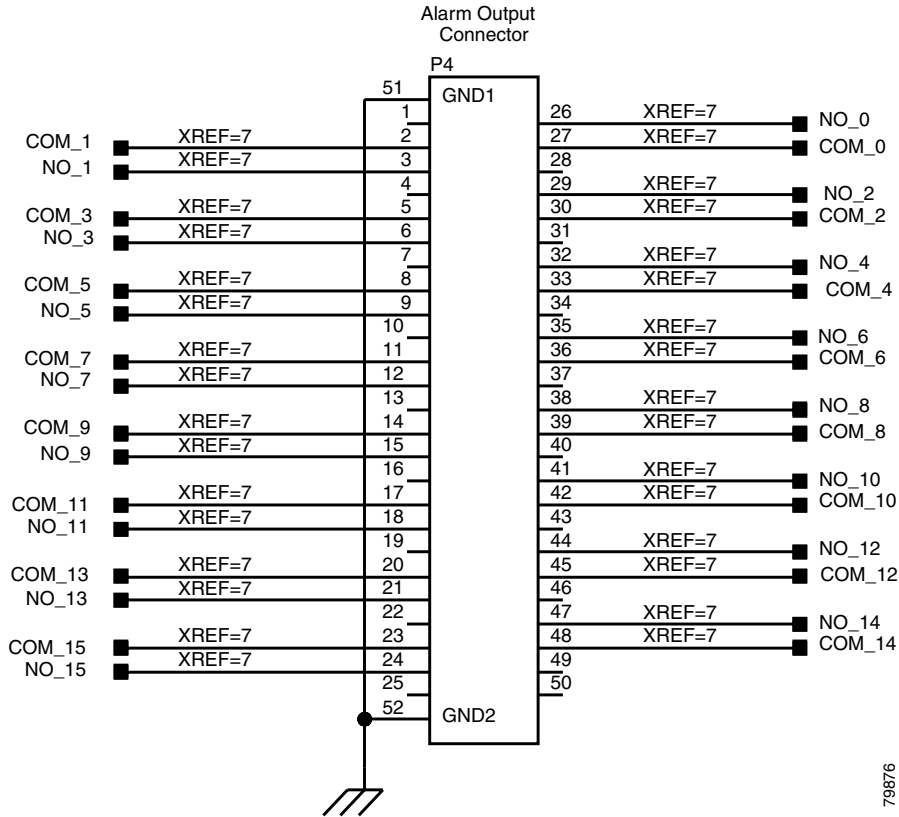 Alarm Output
Connector
P4
51 GND1
1 26 XREF=7 NO_0
COM_1 XREF=7 2 27 XREF=7 COM_0
NO_1 XREF=7 3 28
4 29 XREF=7 NO_2
COM_3 XREF=7 5 30 XREF=7 COM_2
NO_3 XREF=7 6 31
7 32 XREF=7 NO_4
COM_5 XREF=7 8 33 XREF=7 COM_4
NO_5 XREF=7 9 34
10 35 XREF=7 NO_6
COM_7 XREF=7 11 36 XREF=7 COM_6
NO_7 XREF=7 12 37
13 38 XREF=7 NO_8
COM_9 XREF=7 14 39 XREF=7 COM_8
NO_9 XREF=7 15 40
16 41 XREF=7 NO_10
COM_11 XREF=7 17 42 XREF=7 COM_10
NO_11 XREF=7 18 43
19 44 XREF=7 NO_12
COM_13 XREF=7 20 45 XREF=7 COM_12
NO_13 XREF=7 21 46
22 47 XREF=7 NO_14
COM_15 XREF=7 23 48 XREF=7 COM_14
NO_15 XREF=7 24 49
25 50
52 GND2
79876